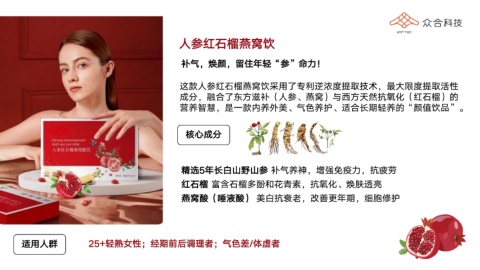 众合科技
人参红石榴燕窝饮
补气，焕颜，留住年轻“参”命力！
这款人参红石榴燕窝饮采用了专利逆浓度提取技术，最大限度提取活性
成分，融合了东方滋补（人参、燕窝）与西方天然抗氧化（红石榴）的
营养智慧，是一款内养外美、气色养护、适合长期轻养的“颜值饮品”。
核心成分
精选5年长白山野山参 补气养神，增强免疫力，抗疲劳
红石榴 富含石榴多酚和花青素，抗氧化、焕肤透亮
燕窝酸（唾液酸） 美白抗衰老，改善更年期，细胞修护
人参红石榴燕窝饮
适用人群
25+轻熟女性；经期前后调理者；气色差/体虚者